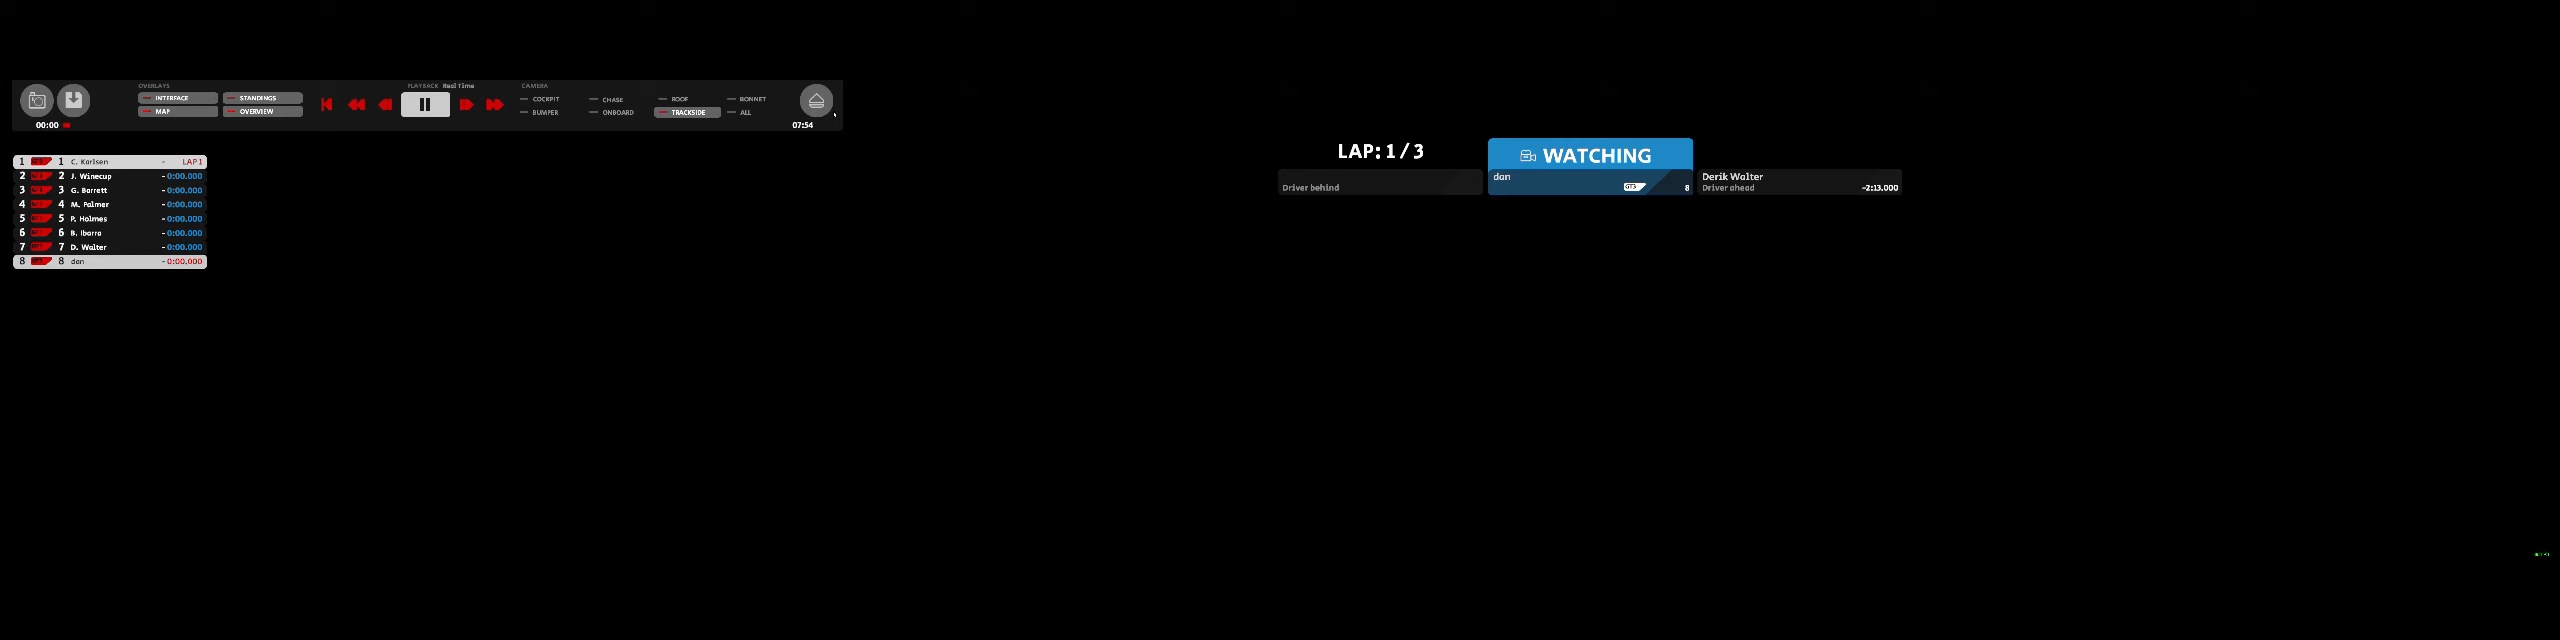 OVERLAYS
INTERFACE STANDINGS
MAP OVERVIEW
PLAYBACK Real Time
CAMERA
COCKPIT CHASE ROOF BONNET
BUMPER ONBOARD TRACKSIDE ALL
00:00
07:54
1 1 C. Karlsen - LAP 1
2 2 J. Winecup -0:00.000
3 3 G. Barrett -0:00.000
4 4 M. Palmer -0:00.000
5 5 P. Holmes -0:00.000
6 6 B. Ibarra -0:00.000
7 7 D. Walter -0:00.000
8 8 dan -0:00.000
LAP: 1 / 3
WATCHING
Driver behind
dan
GT3 8
Derik Walter
Driver ahead -2:13.000